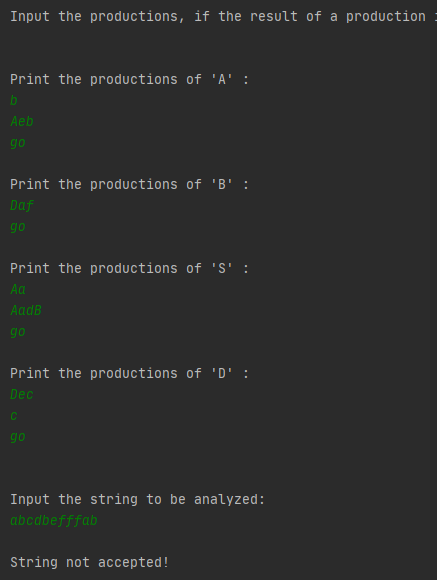 Input the productions, if the result of a production
Print the productions of 'A' :
b
Aeb
go
Print the productions of 'B' :
Daf
go
Print the productions of 'S' :
Aa
AadB
go
Print the productions of 'D' :
Dec
c
go
Input the string to be analyzed:
abcdbefffab
String not accepted!